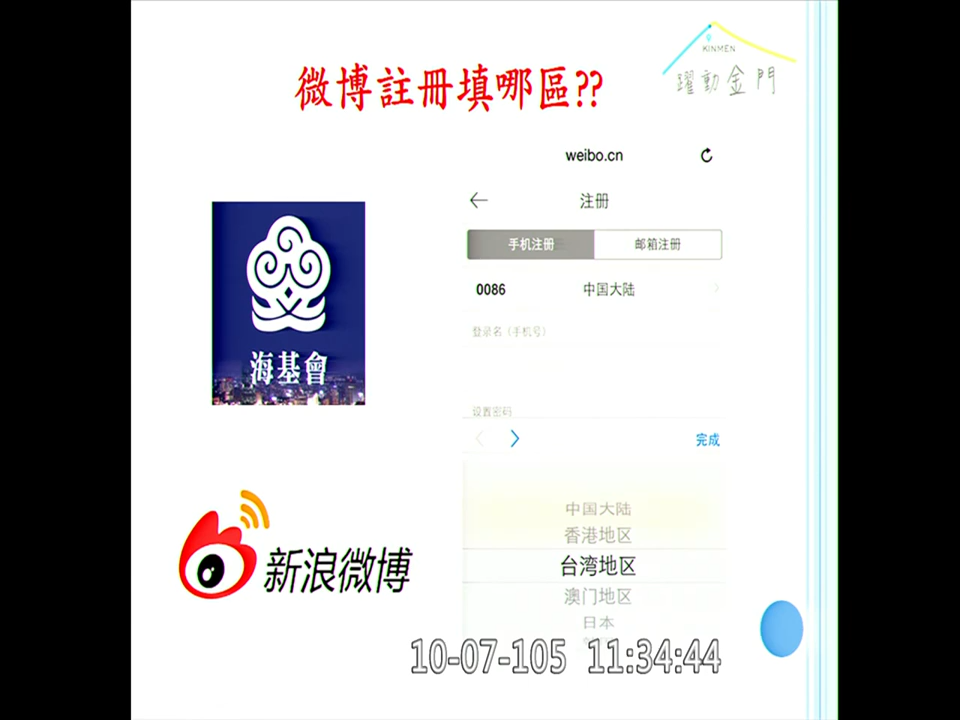 微博註冊填哪區??
KINMEN
躍動金門
weibo.cn
注册
手机注册 邮箱注册
0086 中国大陆
登录名（手机号）
海基會
设置密码
完成
中国大陆
香港地区
台湾地区
澳门地区
日本
新浪微博
10-07-105 11:34:44